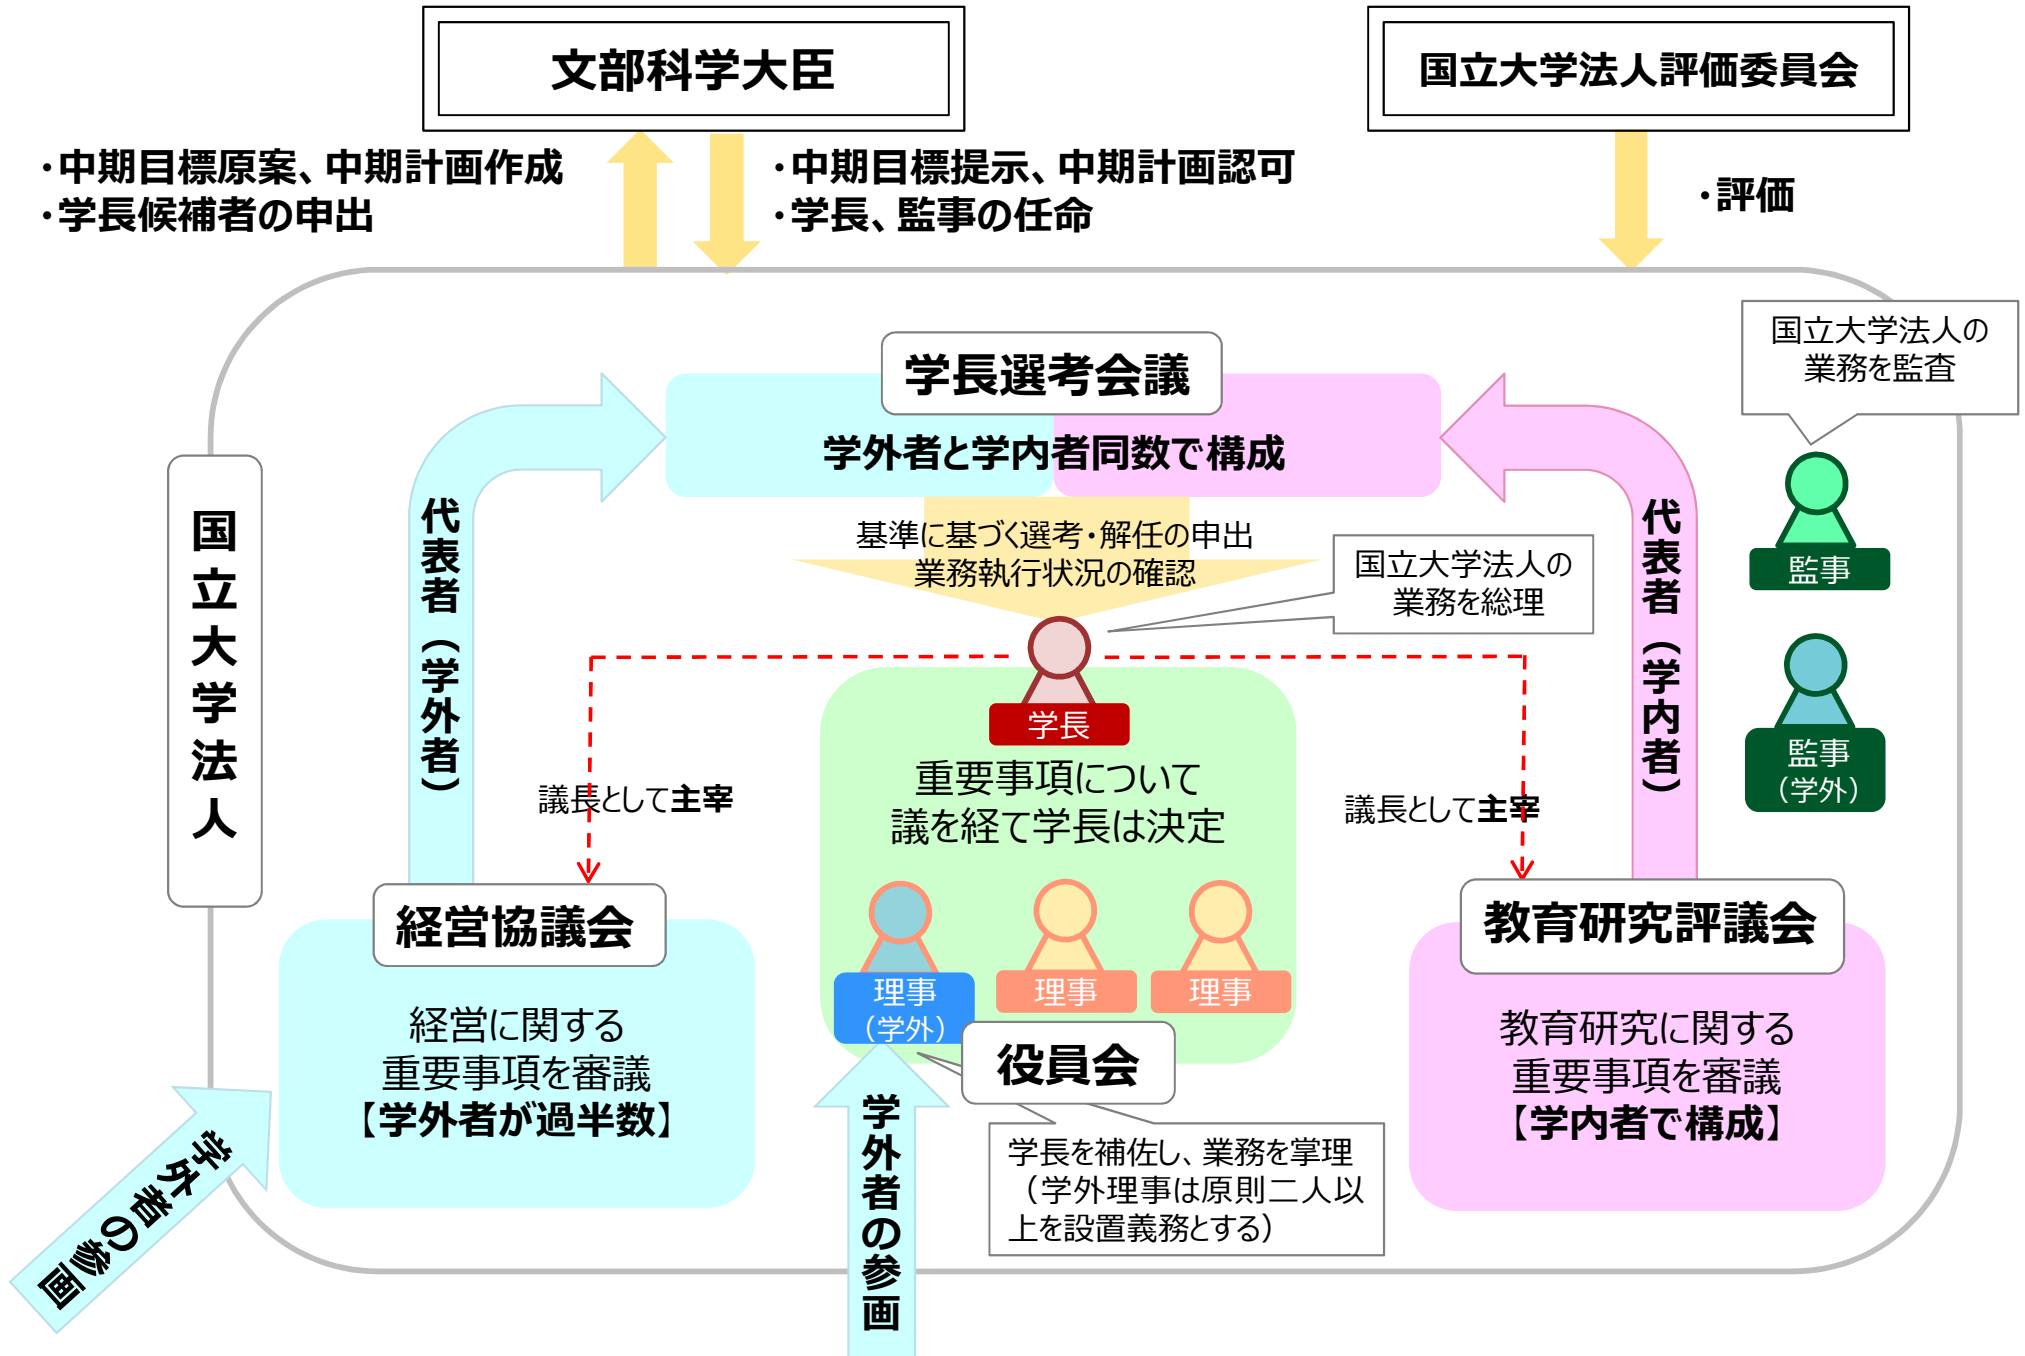 文部科学大臣
国立大学法人評価委員会
・中期目標原案、中期計画作成
・学長候補者の申出
・中期目標提示、中期計画認可
・学長、監事の任命
・評価
国立大学法人
学長選考会議
学外者と学内者同数で構成
国立大学法人の
業務を監査
代表者（学外者）
代表者（学内者）
基準に基づく選考・解任の申出
業務執行状況の確認
国立大学法人の
業務を総理
監事
監事
（学外）
学長
重要事項について
議を経て学長は決定
議長として主宰
議長として主宰
理事
（学外）
理事
理事
役員会
経営協議会
経営に関する
重要事項を審議
【学外者が過半数】
教育研究評議会
教育研究に関する
重要事項を審議
【学内者で構成】
学外者の参画
学外者の参画
学長を補佐し、業務を掌理
（学外理事は原則二人以
上を設置義務とする）